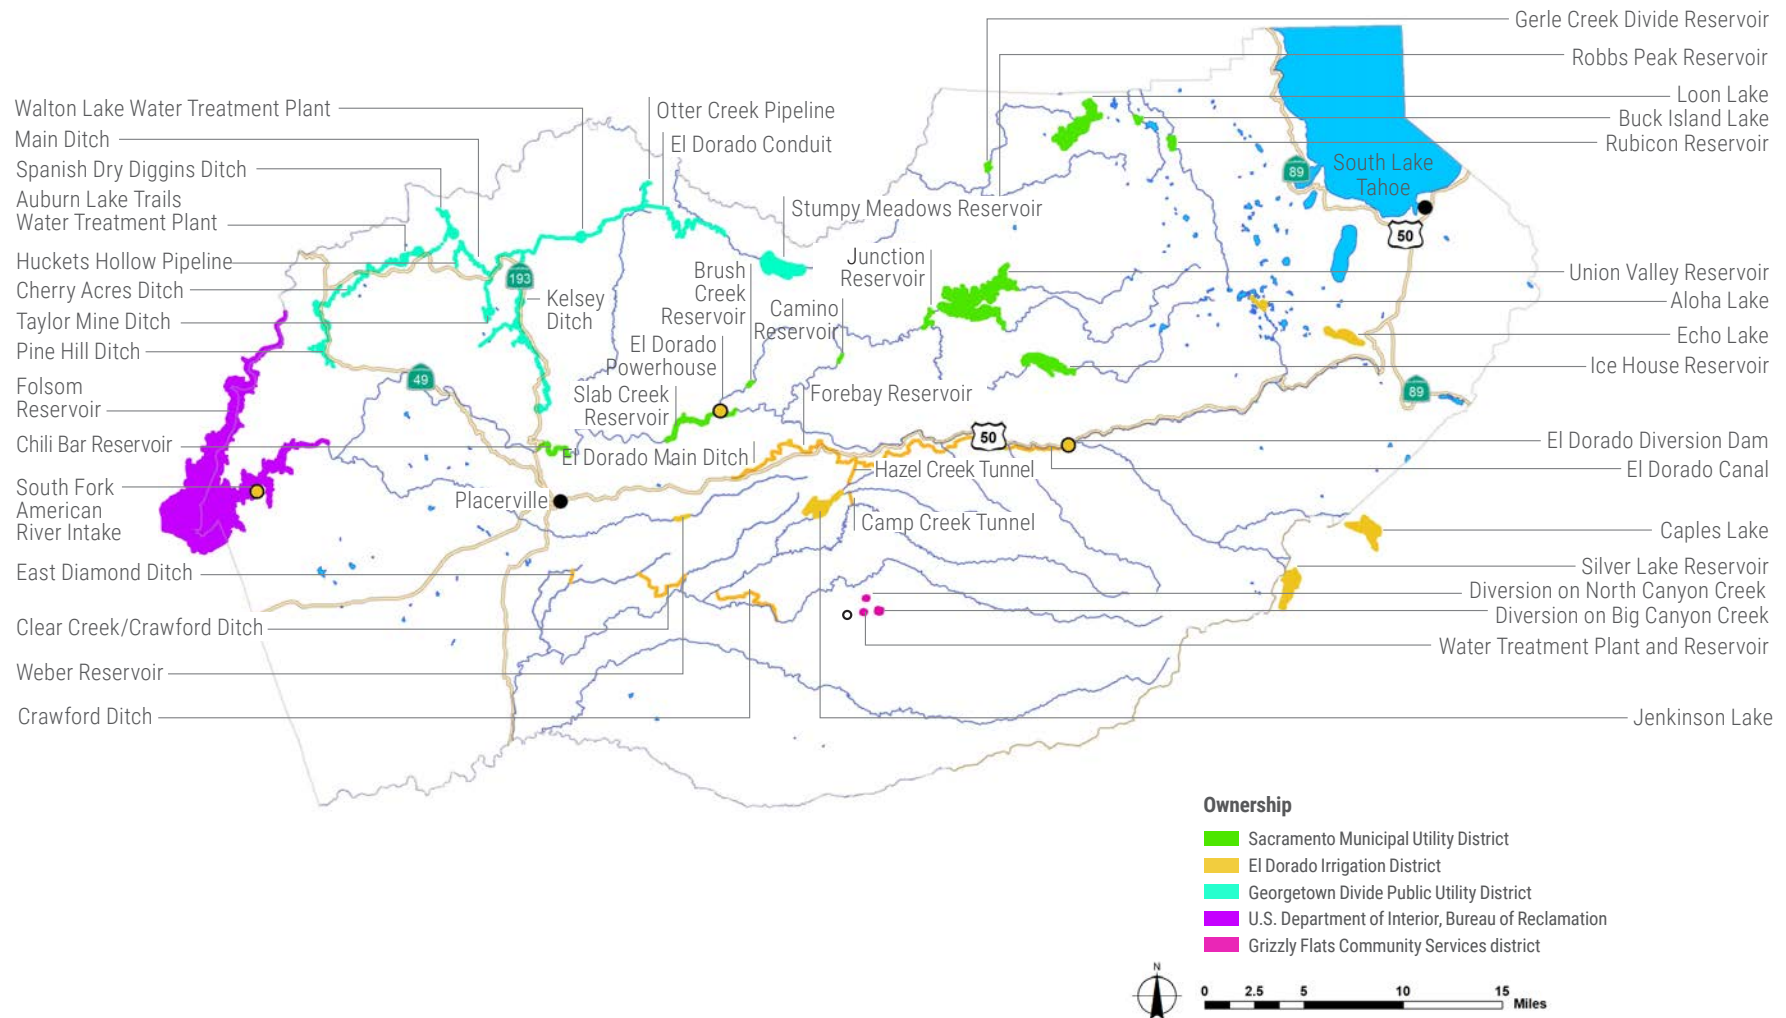 Gerle Creek Divide Reservoir
Robbs Peak Reservoir
Loon Lake
Buck Island Lake
Rubicon Reservoir
Walton Lake Water Treatment Plant
Main Ditch
Spanish Dry Diggins Ditch
Auburn Lake Trails
Water Treatment Plant
Huckets Hollow Pipeline
Cherry Acres Ditch
Taylor Mine Ditch
Pine Hill Ditch
Folsom
Reservoir
Chili Bar Reservoir
South Fork
American
River Intake
East Diamond Ditch
Clear Creek/Crawford Ditch
Weber Reservoir
Crawford Ditch
Otter Creek Pipeline
El Dorado Conduit
Stumpy Meadows Reservoir
Junction
Reservoir
Brush
Creek
Reservoir
Camino
Reservoir
Kelsey
Ditch
El Dorado
Powerhouse
Slab Creek
Reservoir
Forebay Reservoir
El Dorado Main Ditch
Hazel Creek Tunnel
Camp Creek Tunnel
Placerville
193
49
50
89
South Lake
Tahoe
50
89
Union Valley Reservoir
Aloha Lake
Echo Lake
Ice House Reservoir
El Dorado Diversion Dam
El Dorado Canal
Caples Lake
Silver Lake Reservoir
Diversion on North Canyon Creek
Diversion on Big Canyon Creek
Water Treatment Plant and Reservoir
Jenkinson Lake
Ownership
Sacramento Municipal Utility District
El Dorado Irrigation District
Georgetown Divide Public Utility District
U.S. Department of Interior, Bureau of Reclamation
Grizzly Flats Community Services district
N
0 2.5 5 10 15 Miles